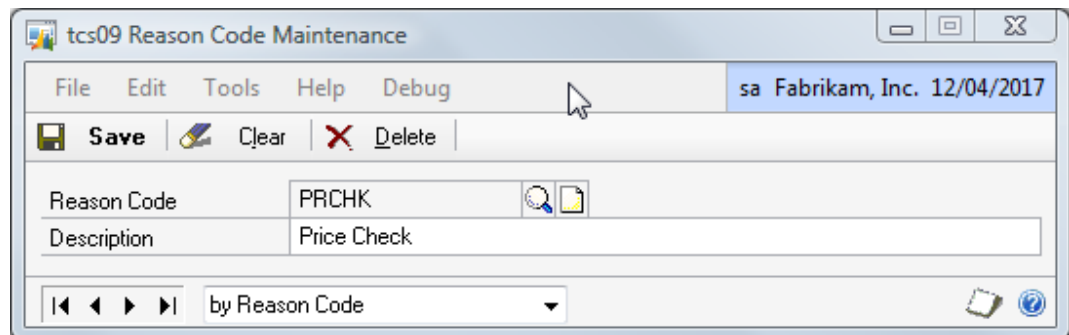 tcs09 Reason Code Maintenance
File Edit Tools Help Debug sa Fabrikam, Inc. 12/04/2017
Save Clear Delete
Reason Code PRCHK
Description Price Check
by Reason Code